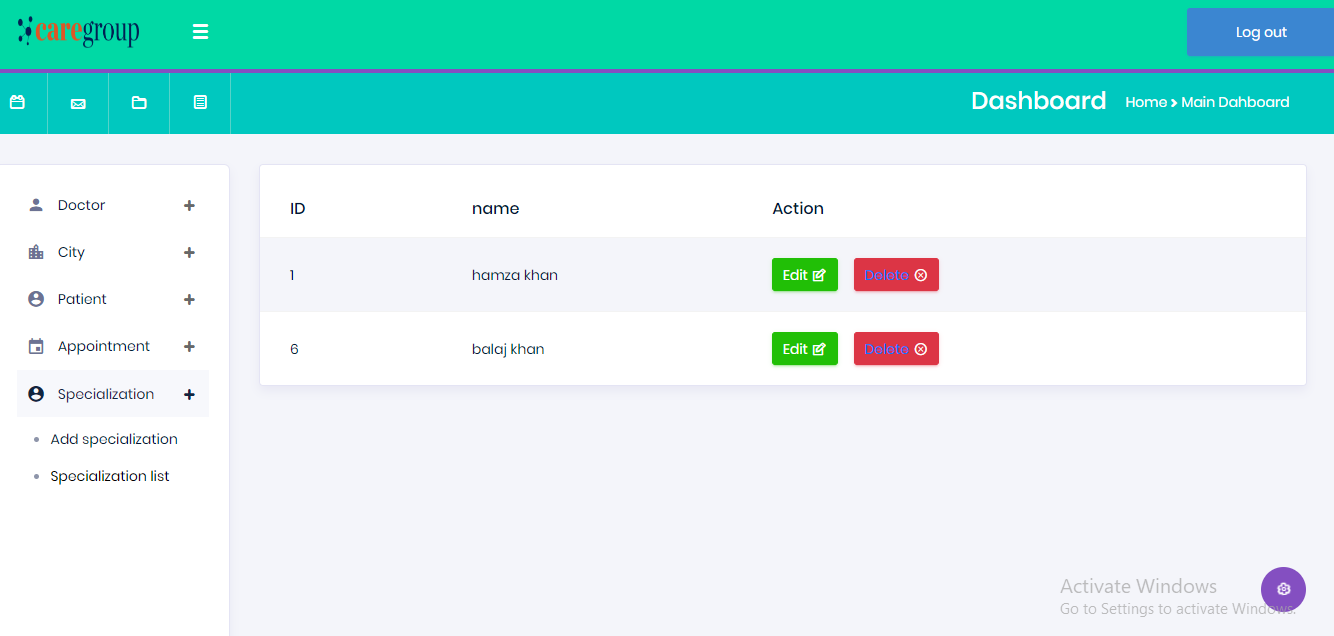 caregroup
Log out
Dashboard Home > Main Dahboard
Doctor
City
Patient
Appointment
Specialization
Add specialization
Specialization list
ID name Action
1 hamza khan Edit Delete
6 balaj khan Edit Delete
Activate Windows
Go to Settings to activate Windows.